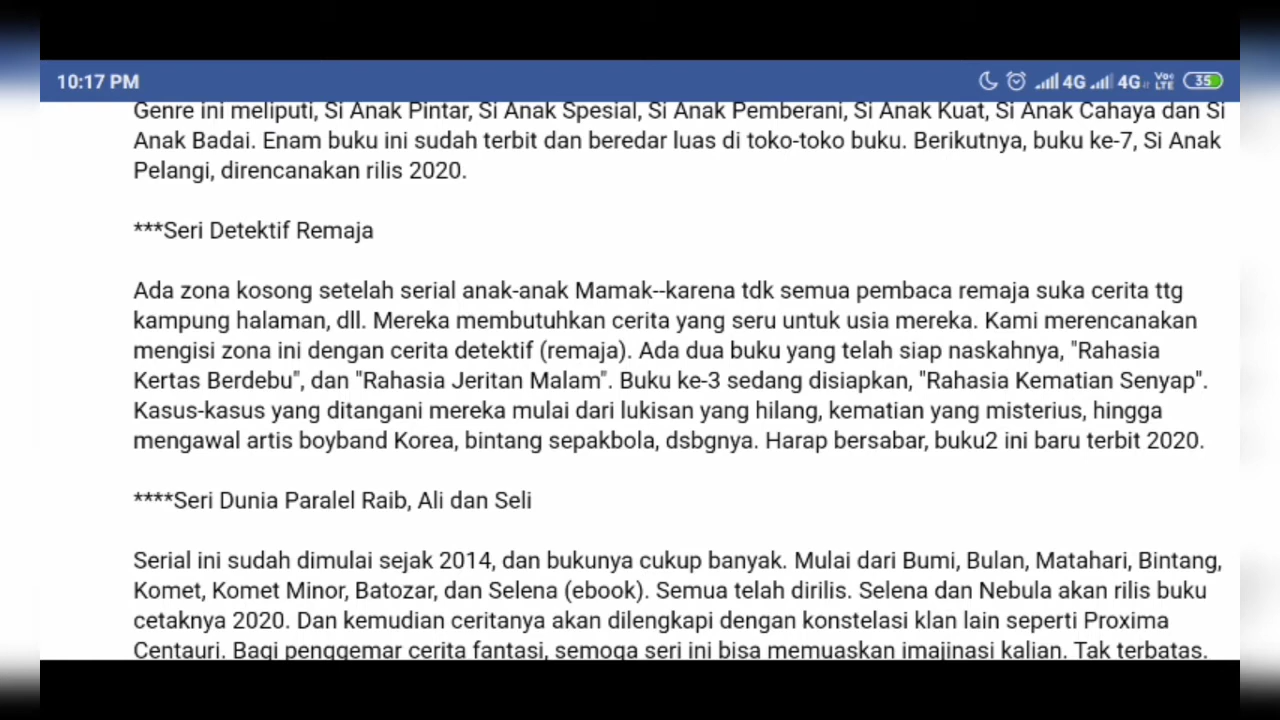 10:17 PM
4G 4G Vo LTE 35
Genre ini meliputi, Si Anak Pintar, Si Anak Spesial, Si Anak Pemberani, Si Anak Kuat, Si Anak Cahaya dan Si
Anak Badai. Enam buku ini sudah terbit dan beredar luas di toko-toko buku. Berikutnya, buku ke-7, Si Anak
Pelangi, direncanakan rilis 2020.
***Seri Detektif Remaja
Ada zona kosong setelah serial anak-anak Mamak--karena tdk semua pembaca remaja suka cerita ttg
kampung halaman, dll. Mereka membutuhkan cerita yang seru untuk usia mereka. Kami merencanakan
mengisi zona ini dengan cerita detektif (remaja). Ada dua buku yang telah siap naskahnya, "Rahasia
Kertas Berdebu", dan "Rahasia Jeritan Malam". Buku ke-3 sedang disiapkan, "Rahasia Kematian Senyap".
Kasus-kasus yang ditangani mereka mulai dari lukisan yang hilang, kematian yang misterius, hingga
mengawal artis boyband Korea, bintang sepakbola, dsbgnya. Harap bersabar, buku2 ini baru terbit 2020.
****Seri Dunia Paralel Raib, Ali dan Seli
Serial ini sudah dimulai sejak 2014, dan bukunya cukup banyak. Mulai dari Bumi, Bulan, Matahari, Bintang,
Komet, Komet Minor, Batozar, dan Selena (ebook). Semua telah dirilis. Selena dan Nebula akan rilis buku
cetaknya 2020. Dan kemudian ceritanya akan dilengkapi dengan konstelasi klan lain seperti Proxima
Centauri. Bagi penggemar cerita fantasi, semoga seri ini bisa memuaskan imajinasi kalian. Tak terbatas.